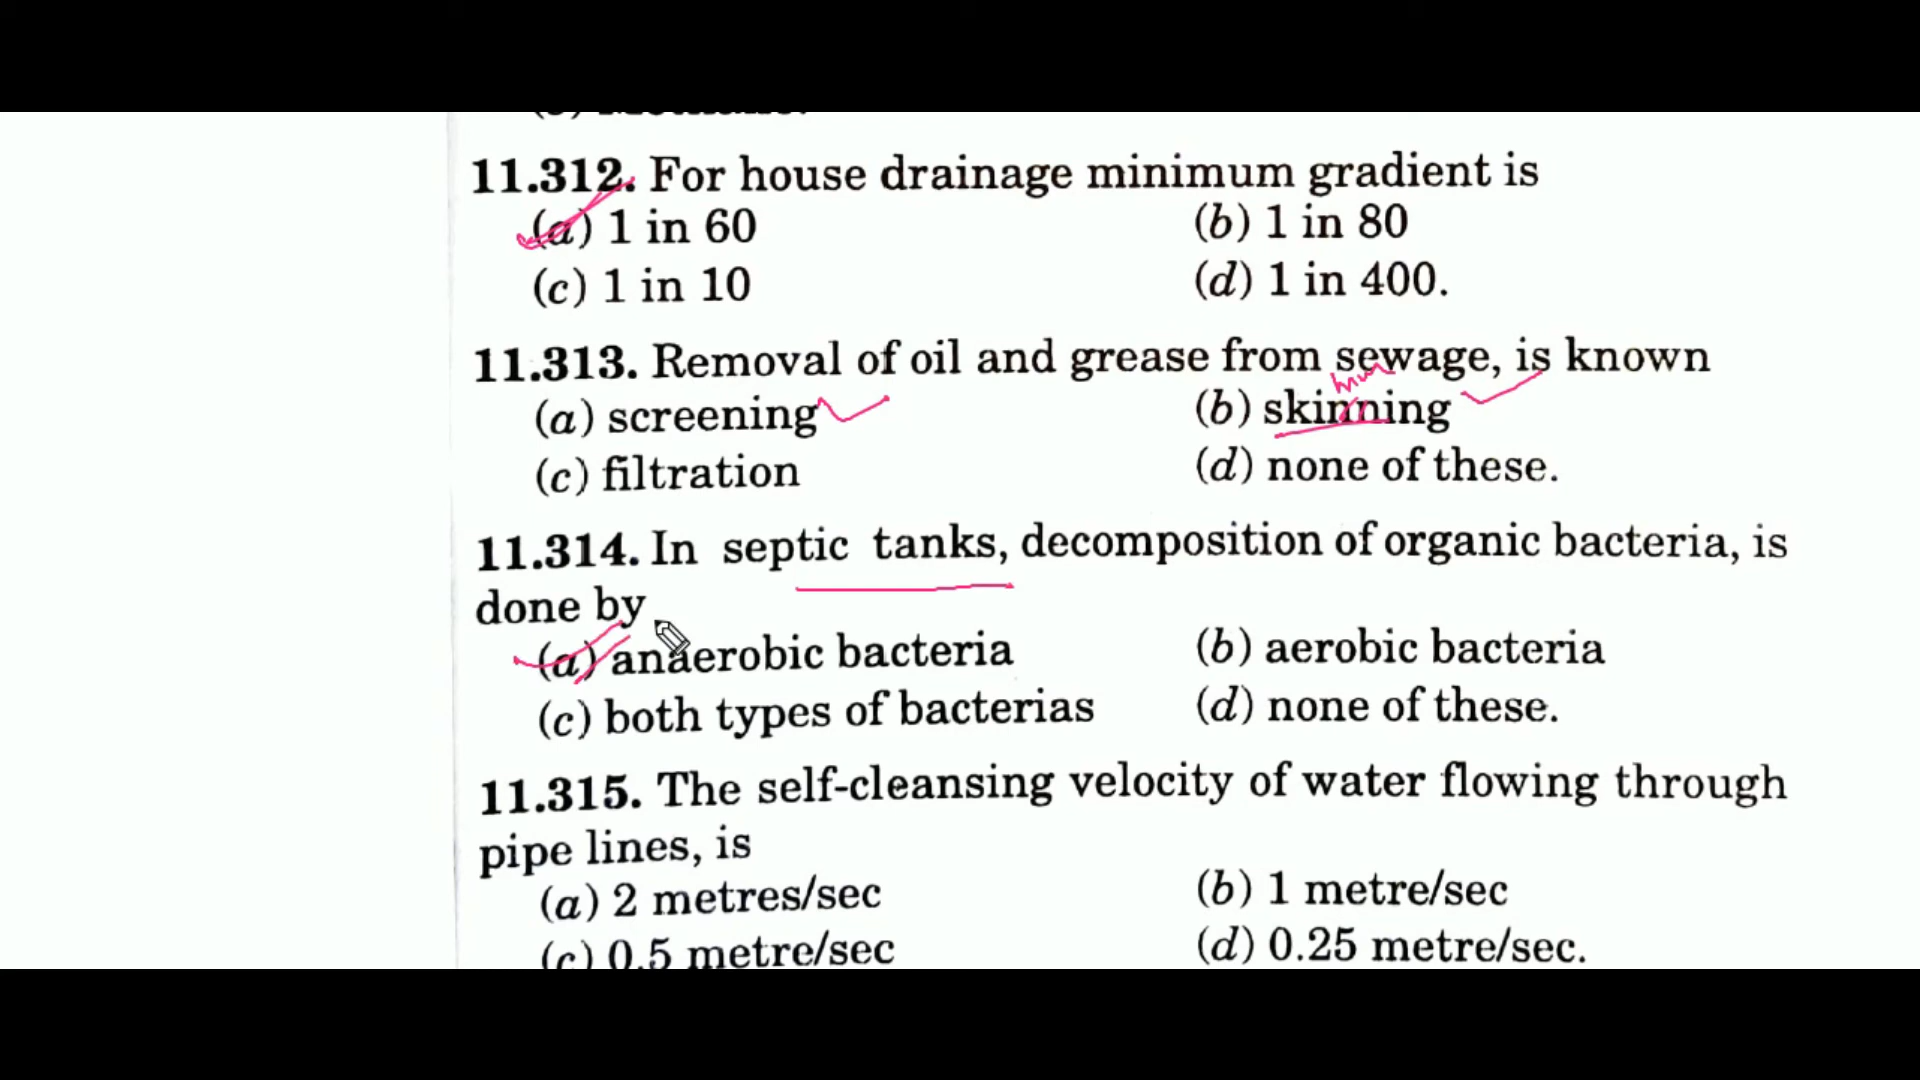 11.312. For house drainage minimum gradient is
(a) 1 in 60 (b) 1 in 80
(c) 1 in 10 (d) 1 in 400.
11.313. Removal of oil and grease from sewage, is known
(a) screening (b) skinning
(c) filtration (d) none of these.
11.314. In septic tanks, decomposition of organic bacteria, is
done by
(a) anaerobic bacteria (b) aerobic bacteria
(c) both types of bacterias (d) none of these.
11.315. The self-cleansing velocity of water flowing through
pipe lines, is
(a) 2 metres/sec (b) 1 metre/sec
(c) 0.5 metre/sec (d) 0.25 metre/sec.